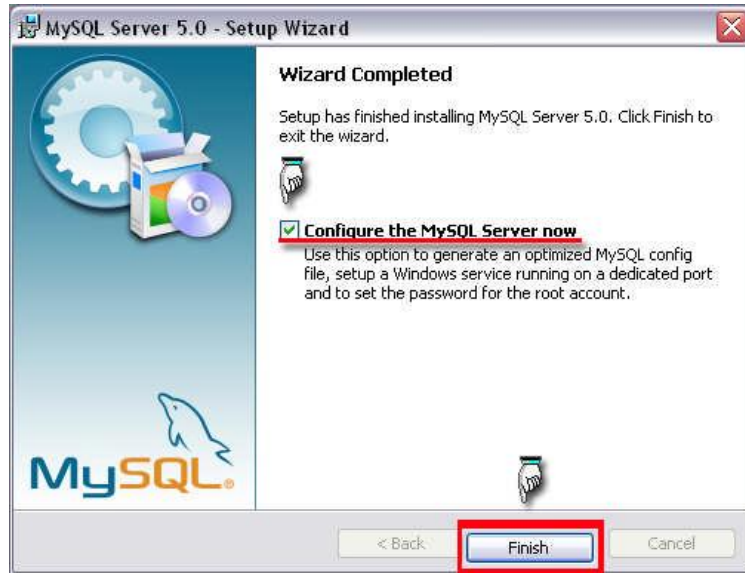 MySQL Server 5.0 - Setup Wizard
Wizard Completed
Setup has finished installing MySQL Server 5.0. Click Finish to
exit the wizard.
Configure the MySQL Server now
Use this option to generate an optimized MySQL config
file, setup a Windows service running on a dedicated port
and to set the password for the root account.
MySQL®
< Back
Finish
Cancel